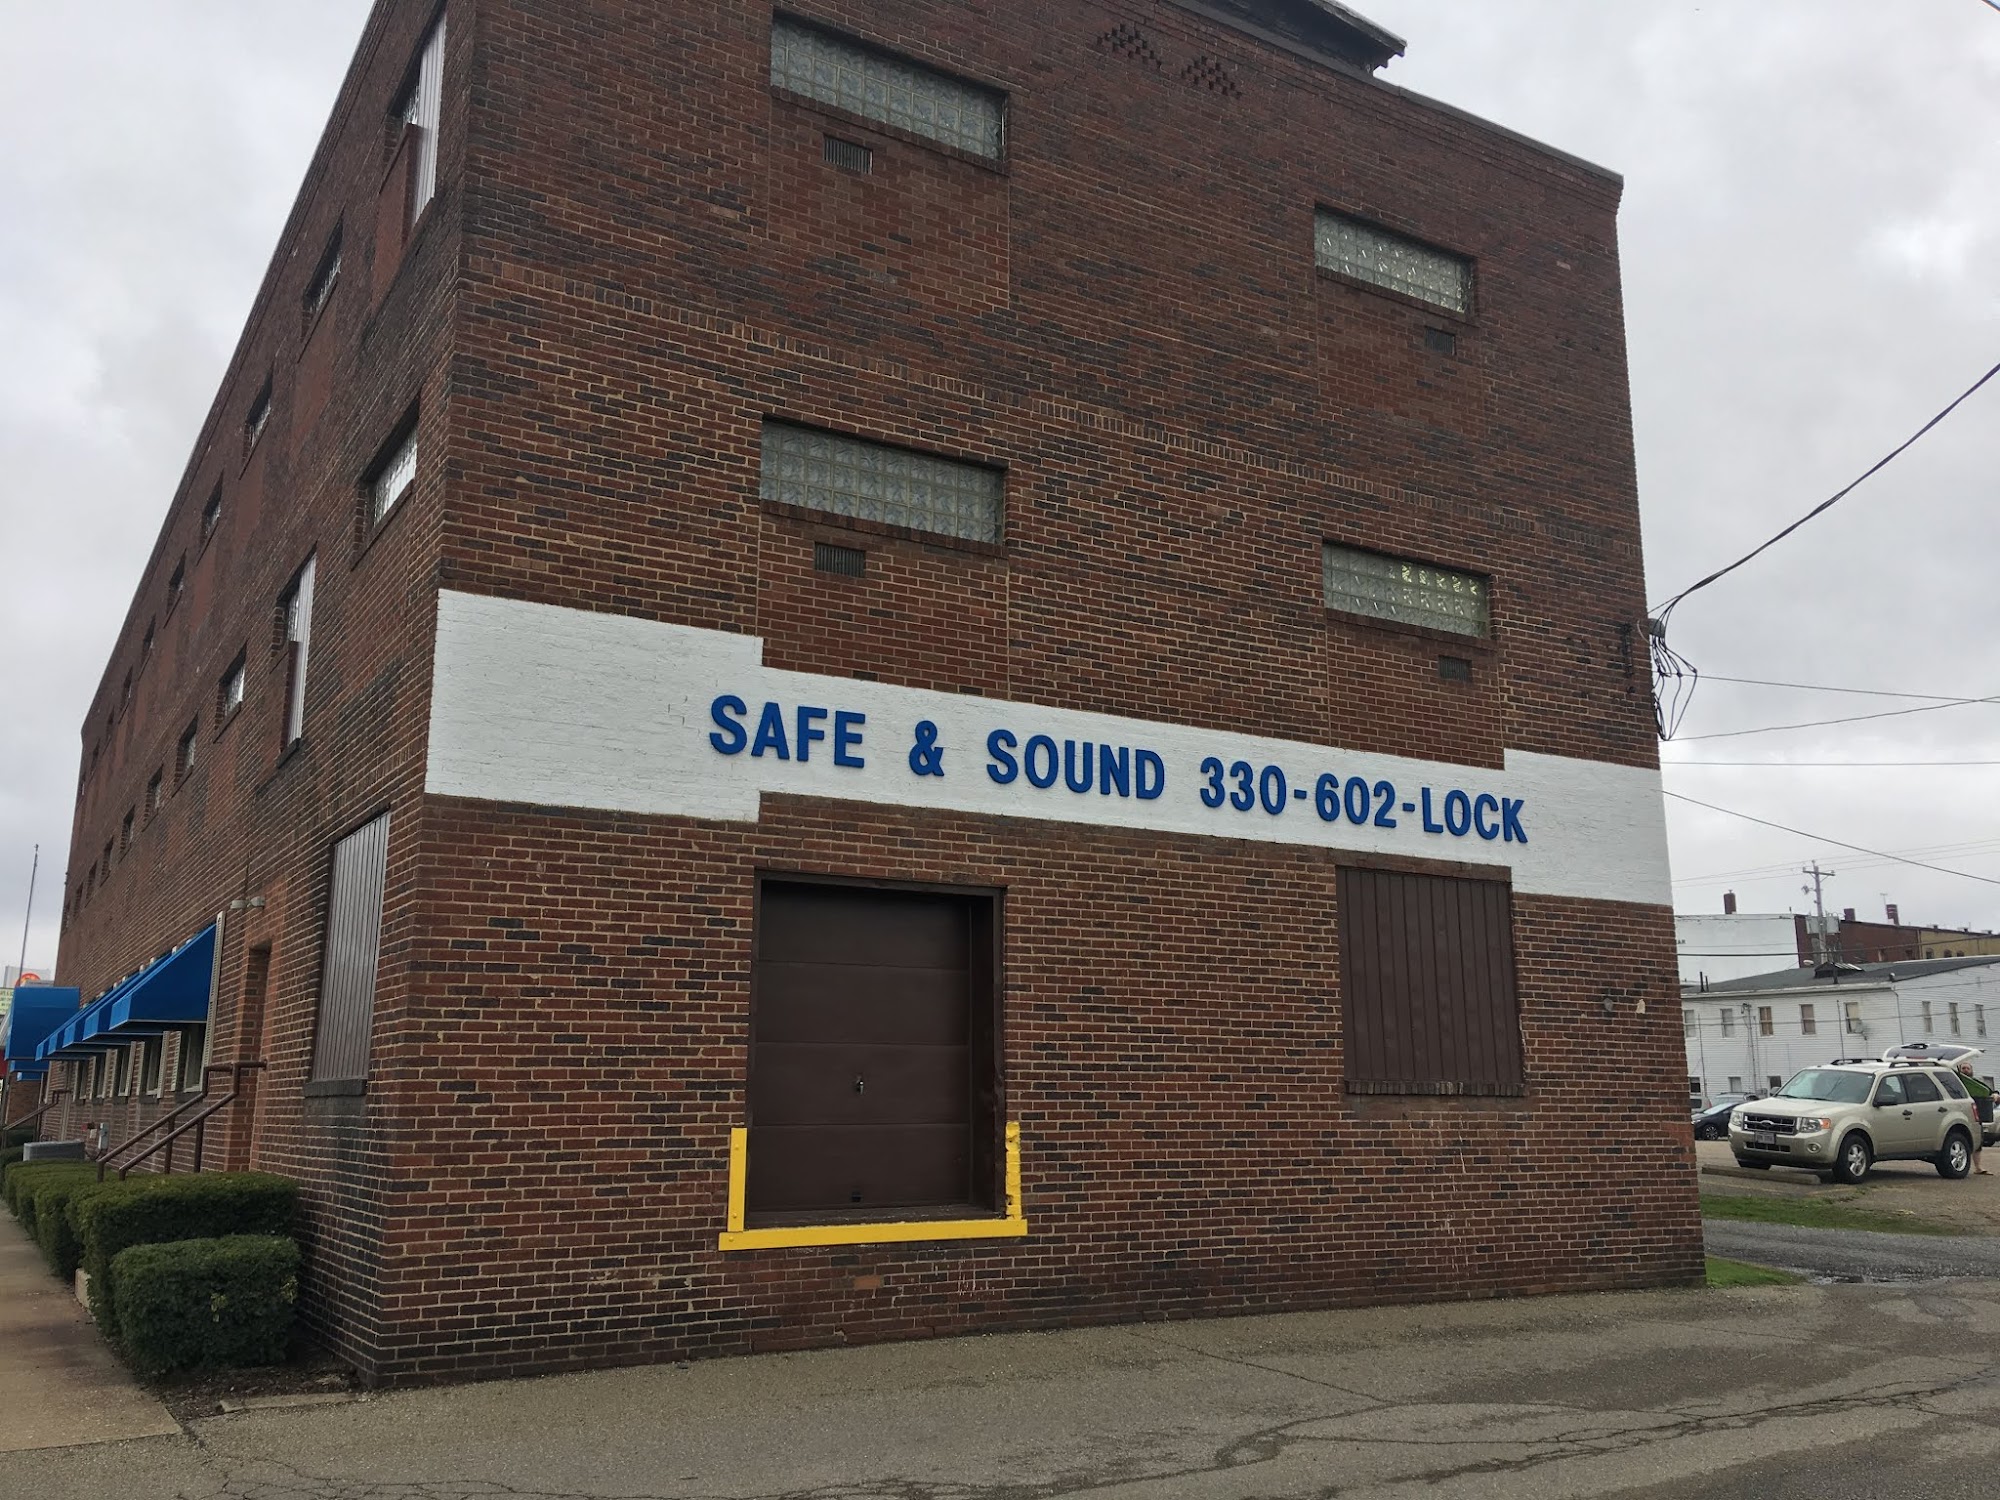 SAFE & SOUND 330-602-LOCK